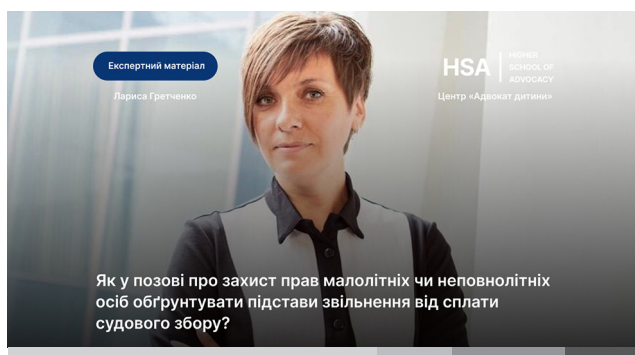 Експертний матеріал
Лариса Гретченко
HSA
HIGHER
SCHOOL OF
ADVOCACY
Центр «Адвокат дитини»
Як у позові про захист прав малолітніх чи неповнолітніх
осіб обґрунтувати підстави звільнення від сплати
судового збору?